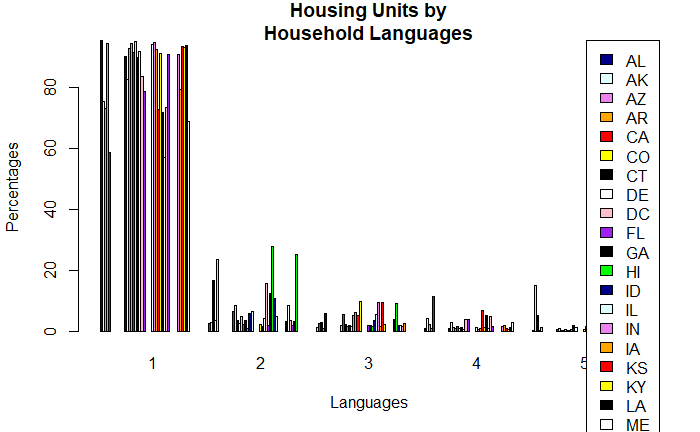 Housing Units by
Household Languages
Percentages
0
20
40
60
80
1
2
3
4
5
Languages
AL
AK
AZ
AR
CA
CO
CT
DE
DC
FL
GA
HI
ID
IL
IN
IA
KS
KY
LA
ME